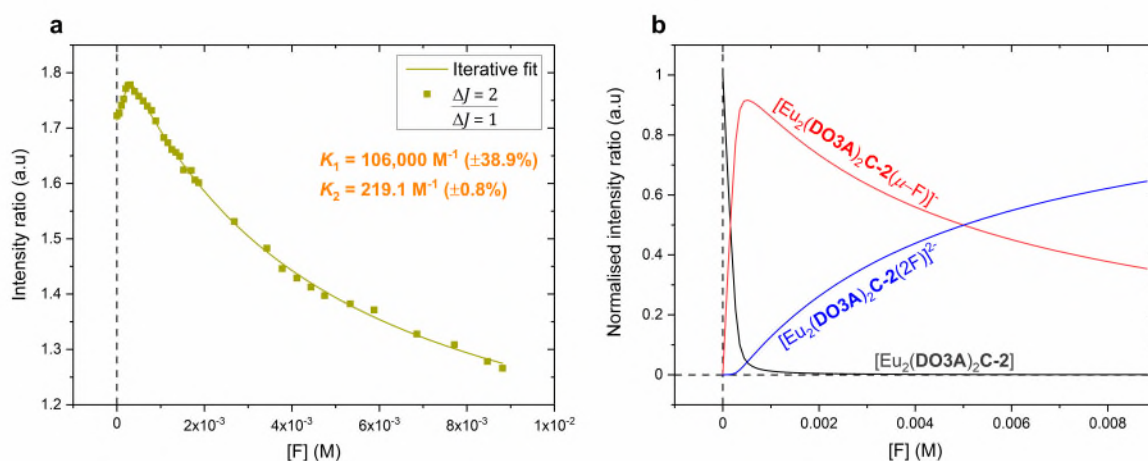 a
Intensity ratio (a.u)
1.8
1.7
1.6
1.5
1.4
1.3
1.2
Iterative fit
ΔJ = 2
ΔJ = 1
K₁ = 106,000 M⁻¹ (±38.9%)
K₂ = 219.1 M⁻¹ (±0.8%)
0
2x10⁻³
4x10⁻³
6x10⁻³
8x10⁻³
1x10⁻²
[F] (M)
b
Normalised intensity ratio (a.u)
1
0.8
0.6
0.4
0.2
0
[Eu₂(DO3A)₂C-2(μ–F)]⁻
[Eu₂(DO3A)₂C-2(2F)]²⁻
[Eu₂(DO3A)₂C-2]
0
0.002
0.004
0.006
0.008
[F] (M)